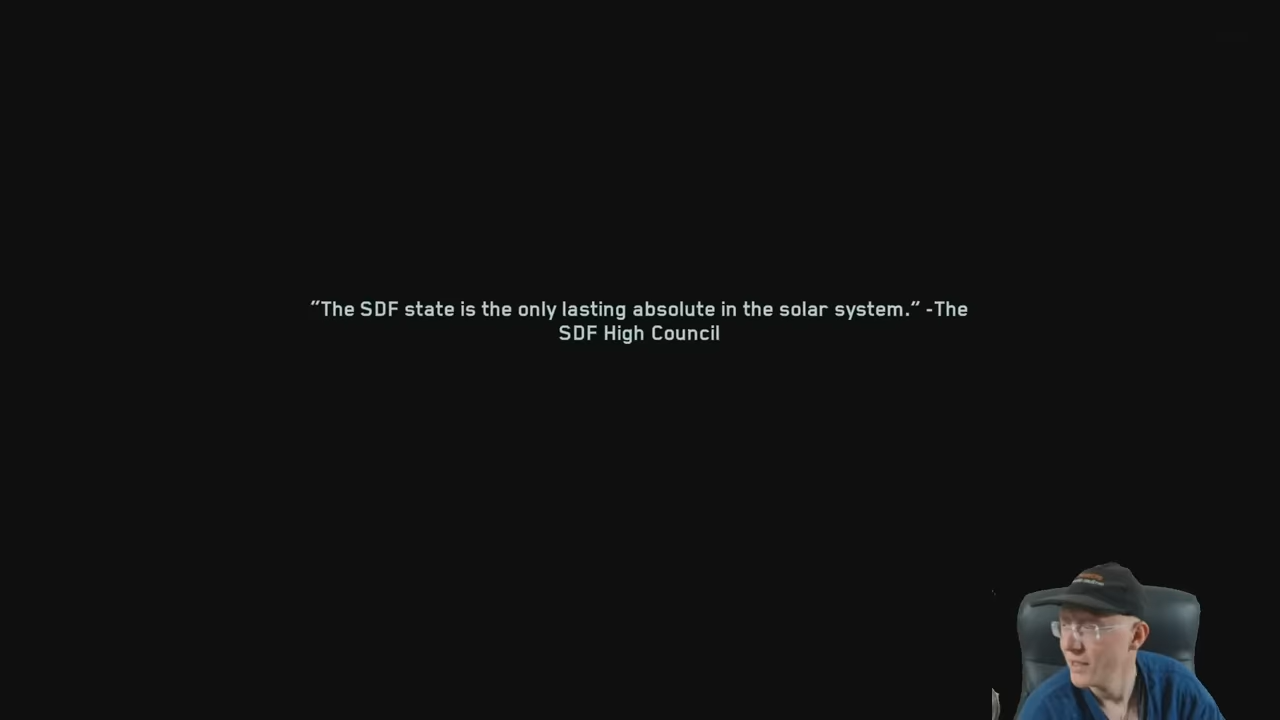 “The SDF state is the only lasting absolute in the solar system.” -The
SDF High Council